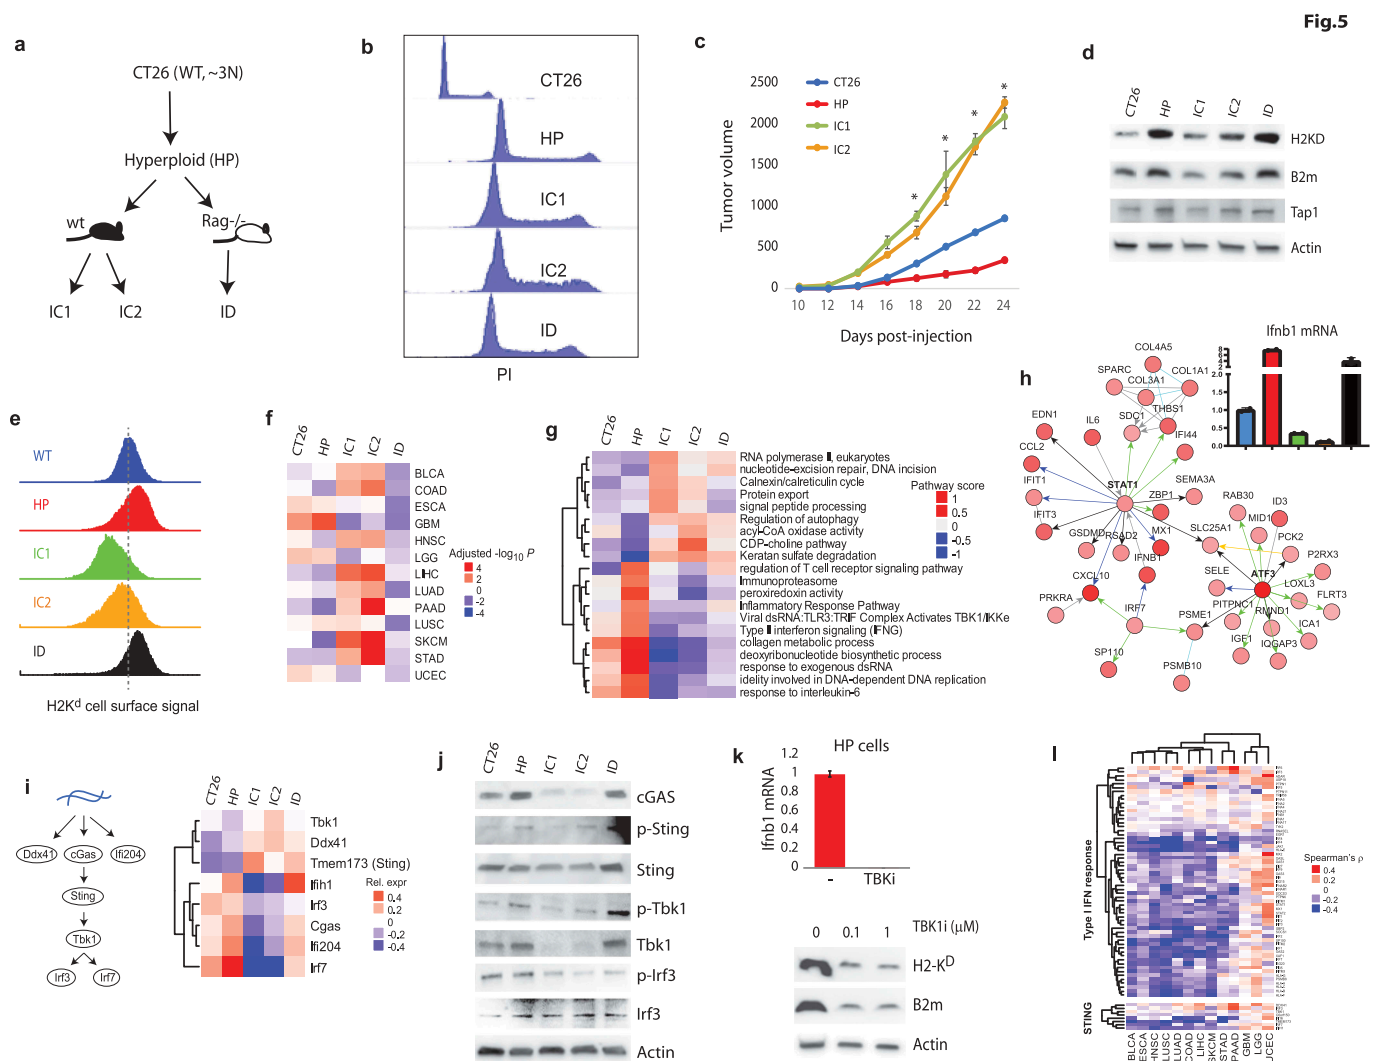 Fig.5
a
CT26 (WT, ~3N)
Hyperploid (HP)
wt
Rag-/-
IC1
IC2
ID
b
CT26
HP
IC1
IC2
ID
PI
c
Tumor volume
2500
2000
1500
1000
500
0
10 12 14 16 18 20 22 24
Days post-injection
CT26
HP
IC1
IC2
* * * *
d
CT26 HP IC1 IC2 ID
H2KD
B2m
Tap1
Actin
e
WT
HP
IC1
IC2
ID
H2Kd cell surface signal
f
CT26 HP IC1 IC2 ID
BLCA
COAD
ESCA
GBM
HNSC
LGG
LIHC
LUAD
PAAD
LUSC
SKCM
STAD
UCEC
Adjusted -log10 P
4
2
0
-2
-4
g
CT26 HP IC1 IC2 ID
RNA polymerase II, eukaryotes
nucleotide-excision repair, DNA incision
Calnexin/calreticulin cycle
Protein export
signal peptide processing
Regulation of autophagy
acyl-CoA oxidase activity
CDP-choline pathway
Keratan sulfate degradation
regulation of T cell receptor signaling pathway
Immunoproteasome
peroxiredoxin activity
Inflammatory Response Pathway
Viral dsRNA:TLR3:TRIF Complex Activates TBK1/IKKe
Type II interferon signaling (IFNG)
collagen metabolic process
deoxyribonucleotide biosynthetic process
response to exogenous dsRNA
idelity involved in DNA-dependent DNA replication
response to interleukin-6
Pathway score
1
0.5
0
-0.5
-1
h
Ifnb1 mRNA
8
6
4
2
2.0
1.0
0.0
COL4A5
SPARC
COL1A1
COL3A1
EDN1
IL6
SDC1
THBS1
IFI44
CCL2
IFIT1
STAT1
ZBP1
SEMA3A
IFIT3
GSDMD
RSAD2
MX1
SLC25A1
RAB30
ID3
MID1
PCK2
CXCL10
IFNB1
SELE
ATF3
P2RX3
LOXL3
PRKRA
IRF7
PITPNC1
RMND1
FLRT3
PSME1
IGF1
IQGAP3
ICA1
SP110
PSMB10
i
Ddx41
cGas
Ifi204
Sting
Tbk1
Irf3
Irf7
CT26 HP IC1 IC2 ID
Tbk1
Ddx41
Tmem173 (Sting)
Ifih1
Irf3
Cgas
Ifi204
Irf7
Rel. expr
0.4
0.2
0
-0.2
-0.4
j
CT26 HP IC1 IC2 ID
cGAS
p-Sting
Sting
p-Tbk1
Tbk1
p-Irf3
Irf3
Actin
k
HP cells
Ifnb1 mRNA
1.2
1
0.8
0.6
0.4
0.2
0
- TBKi
0 0.1 1 TBK1i (μM)
H2-KD
B2m
Actin
l
Type I IFN response
STING
Spearman's ρ
0.4
0.2
0
-0.2
-0.4
BLCA
ESCA
HNSC
LUSC
LUAD
COAD
LIHC
SKCM
STAD
PAAD
GBM
LGG
UCEC